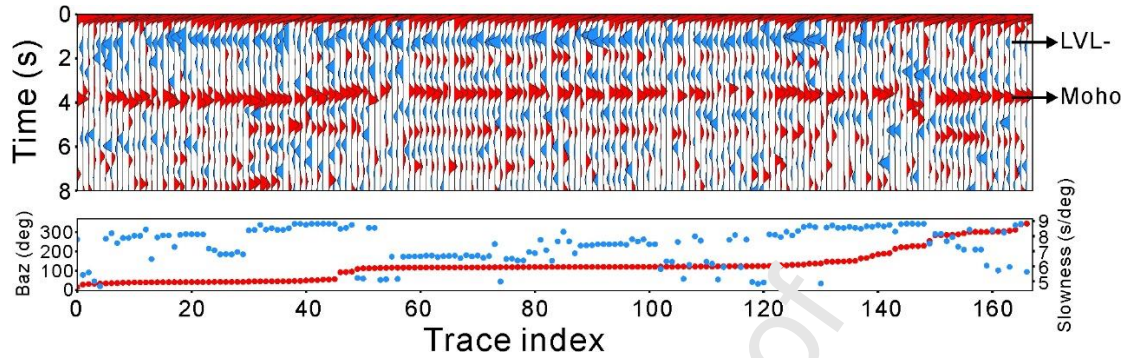 0
2
4
6
8
Time (s)
LVL-
Moho
300
200
100
0
Baz (deg)
9
8
7
6
5
Slowness (s/deg)
0 20 40 60 80 100 120 140 160
Trace index
of